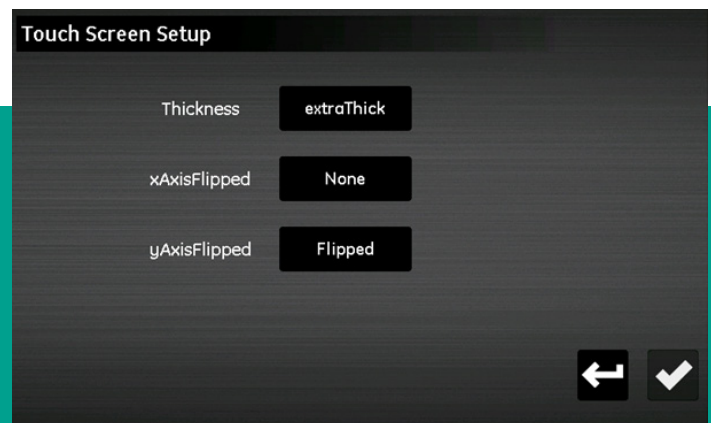 Touch Screen Setup
Thickness extraThick
xAxisFlipped None
yAxisFlipped Flipped